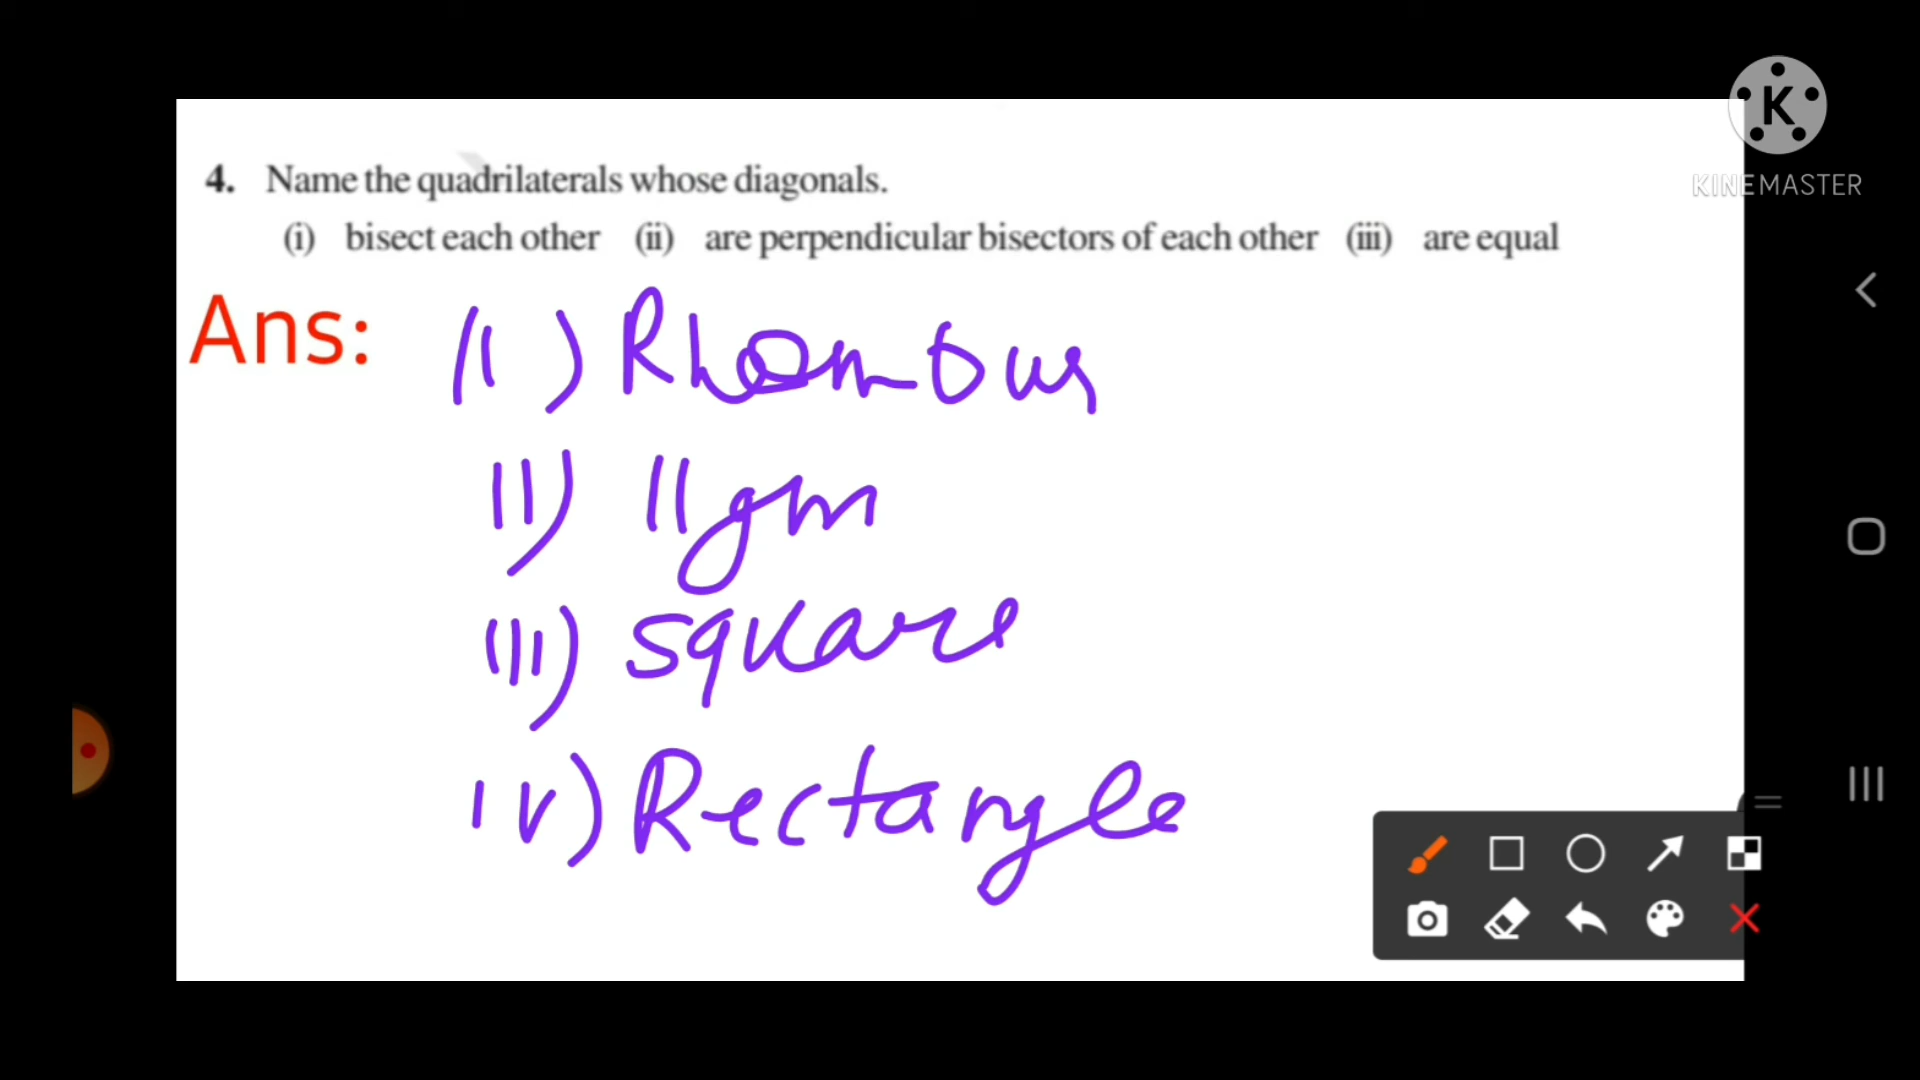 KINEMASTER
4. Name the quadrilaterals whose diagonals.
(i) bisect each other (ii) are perpendicular bisectors of each other (iii) are equal
Ans: (i) Rhombus
ii) llgm
iii) square
iv) Rectangle